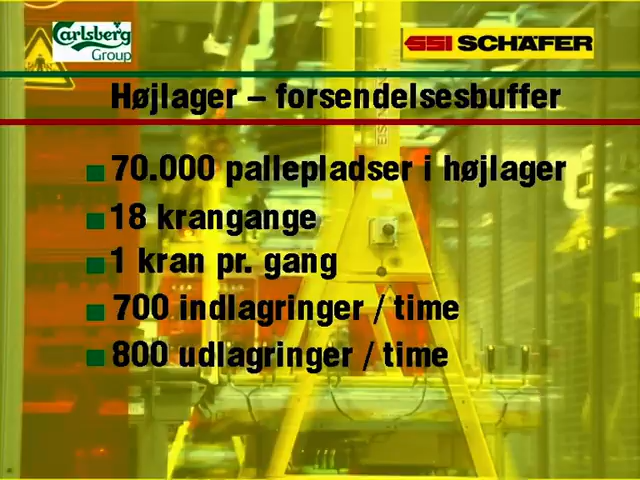 Carlsberg
Group
SSI SCHÄFER
Højlager – forsendelsesbuffer
70.000 pallepladser i højlager
18 krangange
1 kran pr. gang
700 indlagringer / time
800 udlagringer / time